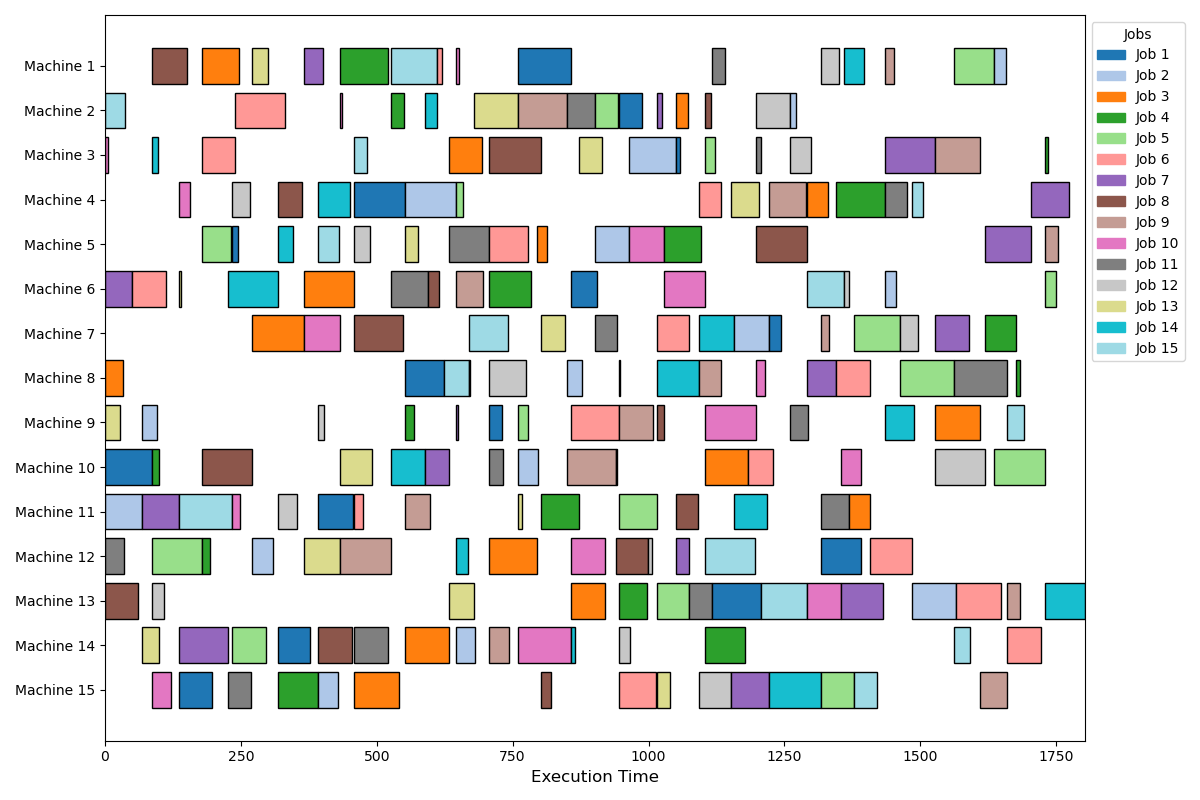 Machine 1
Machine 2
Machine 3
Machine 4
Machine 5
Machine 6
Machine 7
Machine 8
Machine 9
Machine 10
Machine 11
Machine 12
Machine 13
Machine 14
Machine 15
0 250 500 750 1000 1250 1500 1750
Execution Time
Jobs
Job 1
Job 2
Job 3
Job 4
Job 5
Job 6
Job 7
Job 8
Job 9
Job 10
Job 11
Job 12
Job 13
Job 14
Job 15